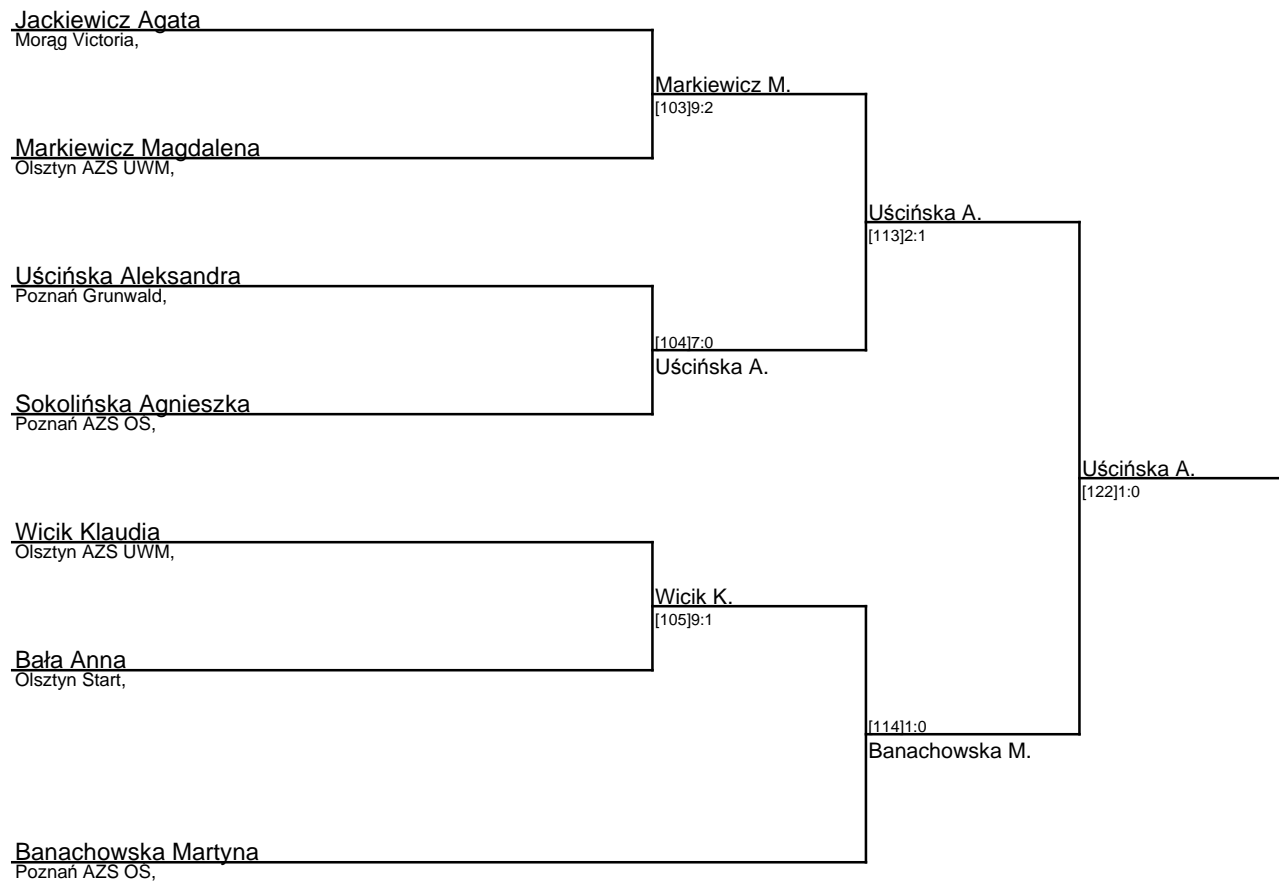 Jackiewicz Agata
Morąg Victoria,
Markiewicz M.
[103]9:2
Markiewicz Magdalena
Olsztyn AZS UWM,
Uścińska A.
[113]2:1
Uścińska Aleksandra
Poznań Grunwald,
[104]7:0
Uścińska A.
Sokolińska Agnieszka
Poznań AZS OŚ,
Uścińska A.
[122]1:0
Wicik Klaudia
Olsztyn AZS UWM,
Wicik K.
[105]9:1
Bała Anna
Olsztyn Start,
[114]1:0
Banachowska M.
Banachowska Martyna
Poznań AZS OŚ,